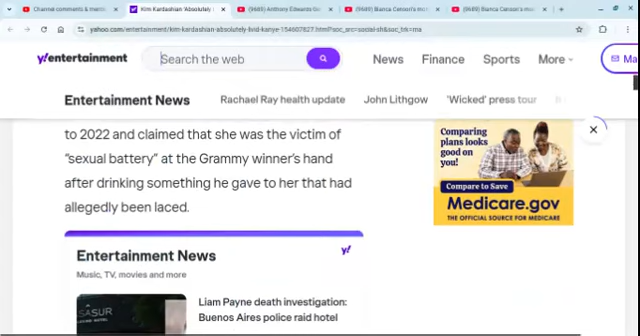 Channel comments & menti
Kim Kardashian 'Absolutely
(9689) Anthony Edwards G
(9689) Bianca Censori's mo
(9689) Bianca Censori's m
yahoo.com/entertainment/kim-kardashian-absolutely-livid-kanye-154607827.html?soc_src=social-sh&soc_trk=ma
y!entertainment
Search the web
News
Finance
Sports
More
Ma
Entertainment News
Rachael Ray health update
John Lithgow
'Wicked' press tour
to 2022 and claimed that she was the victim of
"sexual battery" at the Grammy winner's hand
after drinking something he gave to her that had
allegedly been laced.
Comparing
plans looks
good on
you!
Compare to Save
Medicare.gov
THE OFFICIAL SOURCE FOR MEDICARE
Entertainment News
y!
Music, TV, movies and more
Liam Payne death investigation:
Buenos Aires police raid hotel
ASUR